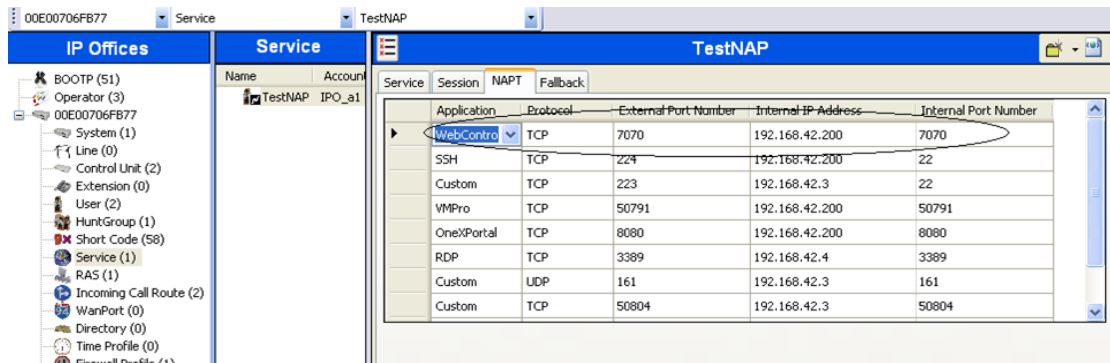 00E00706FB77 Service TestNAP
IP Offices Service TestNAP
BOOTP (51)
Operator (3)
00E00706FB77
System (1)
Line (0)
Control Unit (2)
Extension (0)
User (2)
HuntGroup (1)
Short Code (58)
Service (1)
RAS (1)
Incoming Call Route (2)
WanPort (0)
Directory (0)
Time Profile (0)
Firewall Profile (1)
Name Account
TestNAP IPO_a1
Service Session NAPT Fallback
Application Protocol External Port Number Internal IP Address Internal Port Number
WebContro TCP 7070 192.168.42.200 7070
SSH TCP 224 192.168.42.200 22
Custom TCP 223 192.168.42.3 22
VMPro TCP 50791 192.168.42.200 50791
OneXPortal TCP 8080 192.168.42.200 8080
RDP TCP 3389 192.168.42.4 3389
Custom UDP 161 192.168.42.3 161
Custom TCP 50804 192.168.42.3 50804